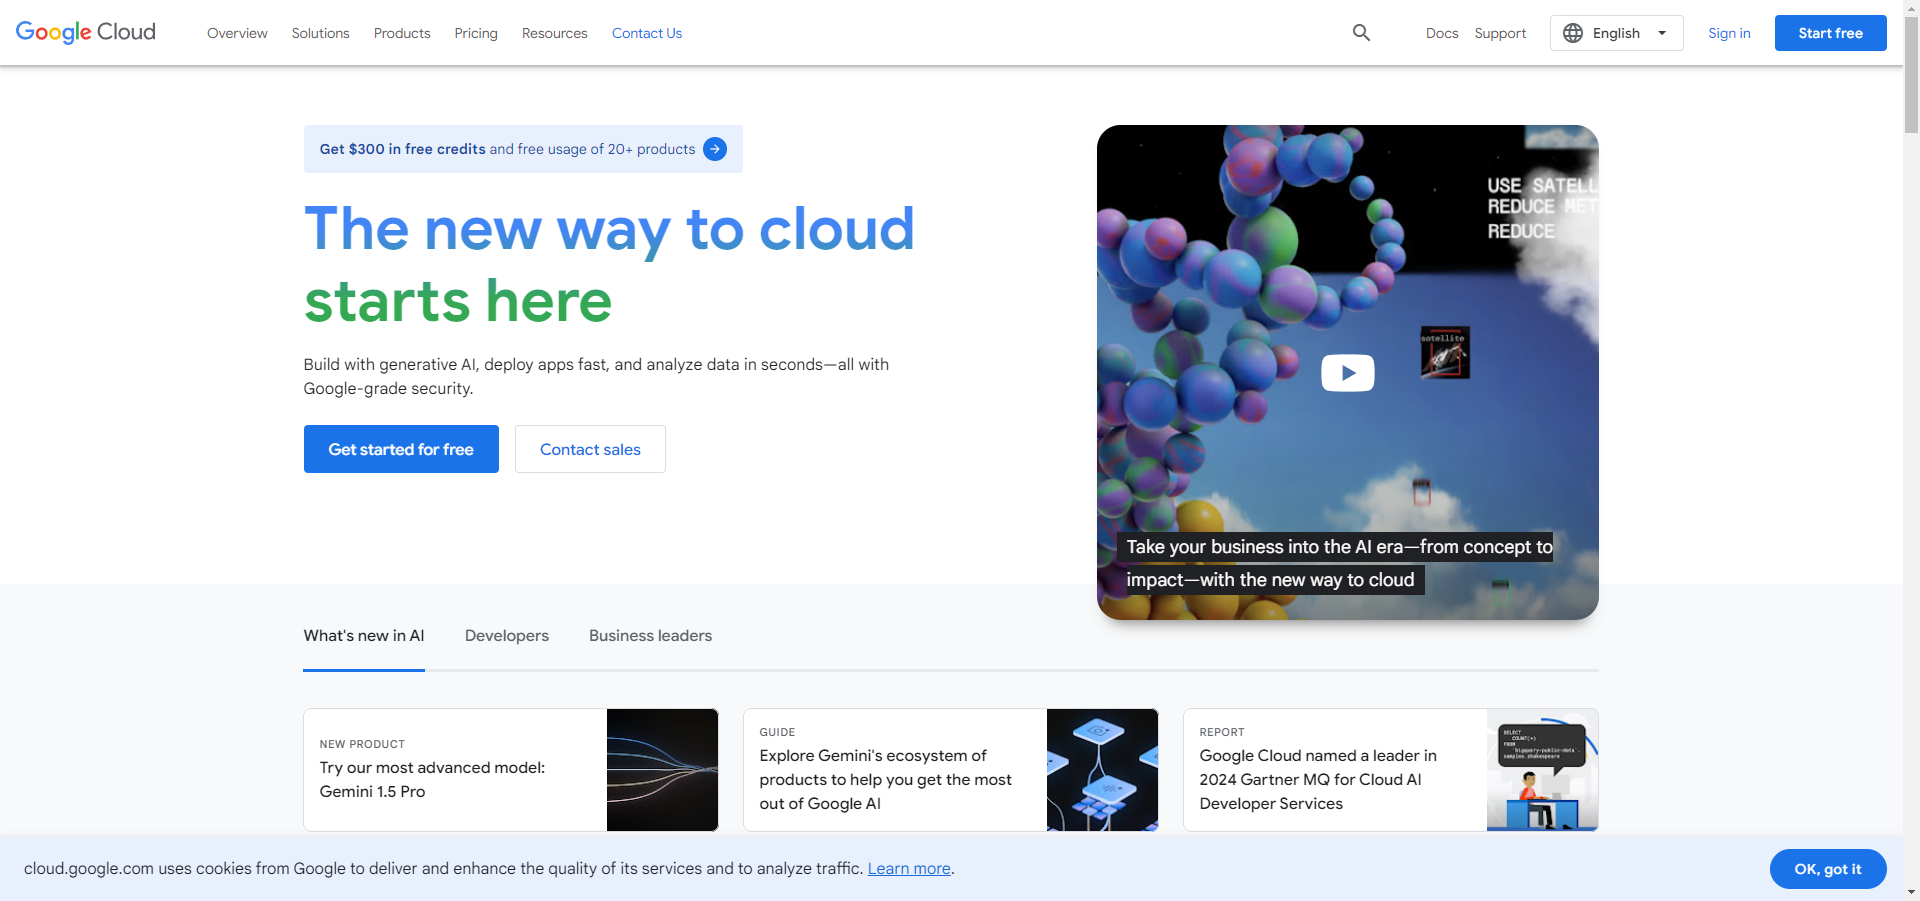 Google Cloud
Overview
Solutions
Products
Pricing
Resources
Contact Us
Docs
Support
English
Sign in
Start free
Get $300 in free credits and free usage of 20+ products
The new way to cloud
starts here
Build with generative AI, deploy apps fast, and analyze data in seconds—all with
Google-grade security.
Get started for free
Contact sales
USE SATELL
REDUCE MET
REDUCE
satellite
Take your business into the AI era—from concept to
impact—with the new way to cloud
What's new in AI
Developers
Business leaders
NEW PRODUCT
Try our most advanced model:
Gemini 1.5 Pro
GUIDE
Explore Gemini's ecosystem of
products to help you get the most
out of Google AI
REPORT
Google Cloud named a leader in
2024 Gartner MQ for Cloud AI
Developer Services
SELECT
COUNT(*)
FROM
`bigquery-public-data`.
samples.shakespeare
cloud.google.com uses cookies from Google to deliver and enhance the quality of its services and to analyze traffic. Learn more.
OK, got it